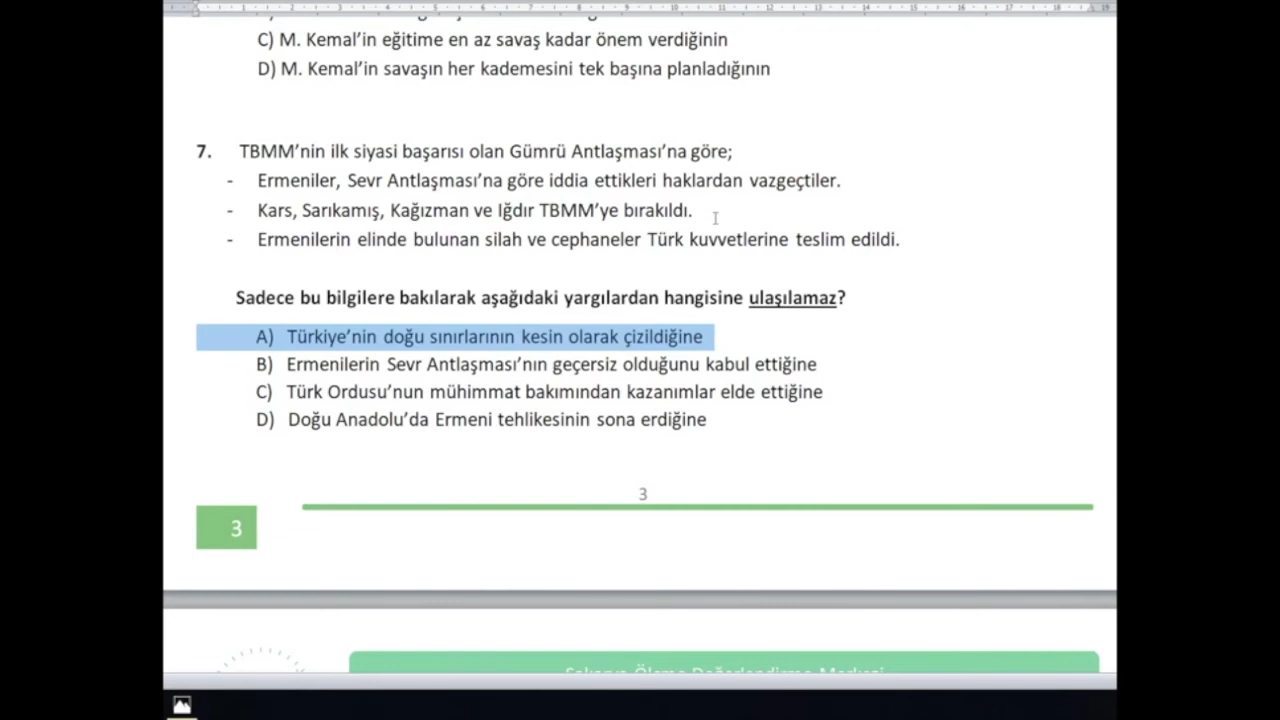 C) M. Kemal’in eğitime en az savaş kadar önem verdiğinin
D) M. Kemal’in savaşın her kademesini tek başına planladığının
7. TBMM’nin ilk siyasi başarısı olan Gümrü Antlaşması’na göre;
- Ermeniler, Sevr Antlaşması’na göre iddia ettikleri haklardan vazgeçtiler.
- Kars, Sarıkamış, Kağızman ve Iğdır TBMM’ye bırakıldı.
- Ermenilerin elinde bulunan silah ve cephaneler Türk kuvvetlerine teslim edildi.
Sadece bu bilgilere bakılarak aşağıdaki yargılardan hangisine ulaşılamaz?
A) Türkiye’nin doğu sınırlarının kesin olarak çizildiğine
B) Ermenilerin Sevr Antlaşması’nın geçersiz olduğunu kabul ettiğine
C) Türk Ordusu’nun mühimmat bakımından kazanımlar elde ettiğine
D) Doğu Anadolu’da Ermeni tehlikesinin sona erdiğine
3
3
Sakarya Ölçme Değerlendirme Merkezi